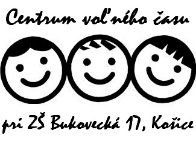 Centrum voľného času
pri ZŠ Bukovecká 17, Košice